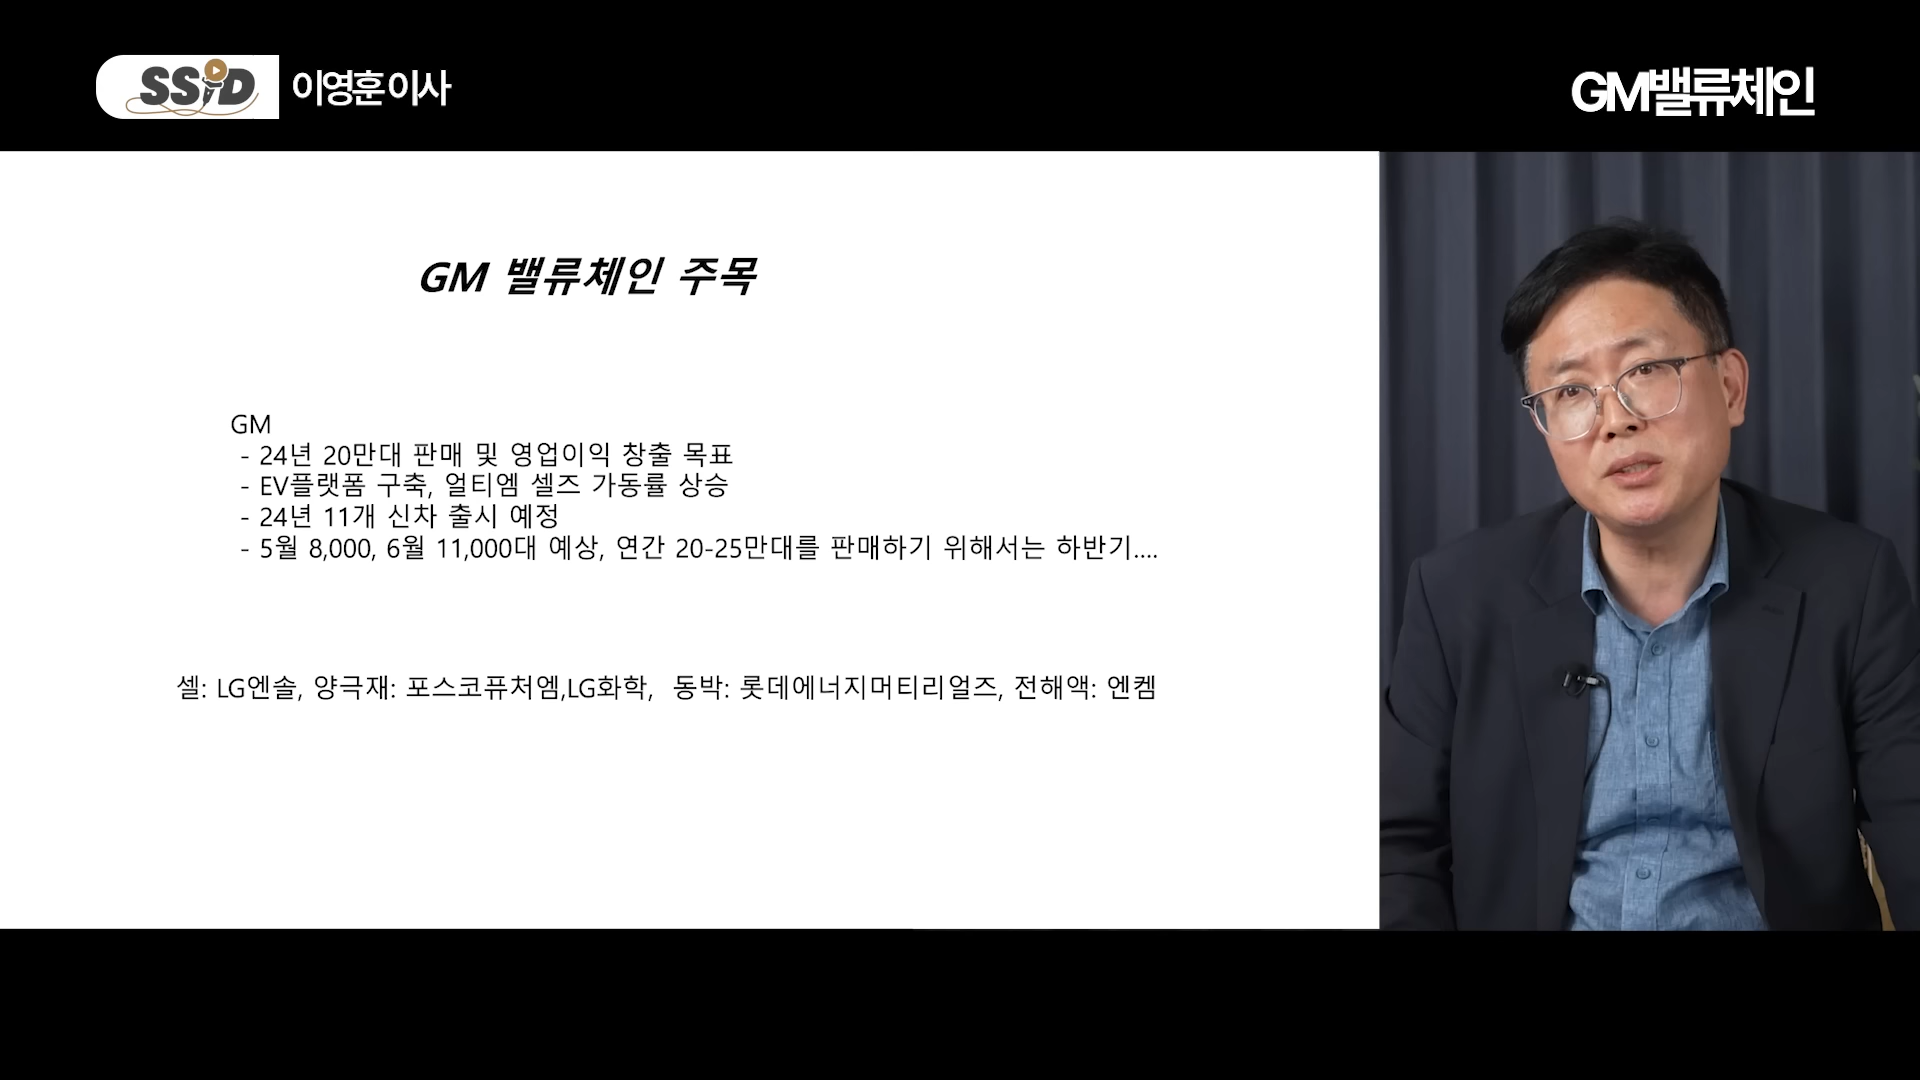 SSiD 이영훈 이사
GM밸류체인
GM 밸류체인 주목
GM
- 24년 20만대 판매 및 영업이익 창출 목표
- EV플랫폼 구축, 얼티엠 셀즈 가동률 상승
- 24년 11개 신차 출시 예정
- 5월 8,000, 6월 11,000대 예상, 연간 20-25만대를 판매하기 위해서는 하반기....
셀: LG엔솔, 양극재: 포스코퓨처엠,LG화학, 동박: 롯데에너지머티리얼즈, 전해액: 엔켐